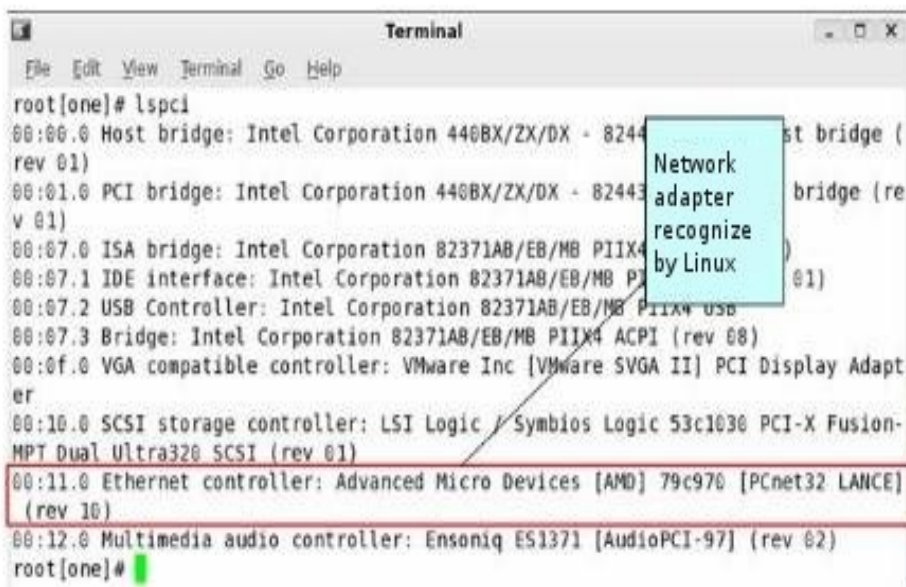 Terminal
File Edit View Terminal Go Help
root[one]# lspci
00:00.0 Host bridge: Intel Corporation 440BX/ZX/DX - 8244 st bridge (
rev 01)
00:01.0 PCI bridge: Intel Corporation 440BX/ZX/DX - 82443 bridge (re
v 01)
00:07.0 ISA bridge: Intel Corporation 82371AB/EB/MB PIIX4 )
00:07.1 IDE interface: Intel Corporation 82371AB/EB/MB 01)
00:07.2 USB Controller: Intel Corporation 82371AB/EB/MB PIIX4 USB
00:07.3 Bridge: Intel Corporation 82371AB/EB/MB PIIX4 ACPI (rev 08)
00:0f.0 VGA compatible controller: VMware Inc [VMware SVGA II] PCI Display Adapt
er
00:10.0 SCSI storage controller: LSI Logic / Symbios Logic 53c1030 PCI-X Fusion-
MPT Dual Ultra320 SCSI (rev 01)
00:11.0 Ethernet controller: Advanced Micro Devices [AMD] 79c970 [PCnet32 LANCE]
(rev 10)
00:12.0 Multimedia audio controller: Ensoniq ES1371 [AudioPCI-97] (rev 02)
root[one]#
Network
adapter
recognize
by Linux